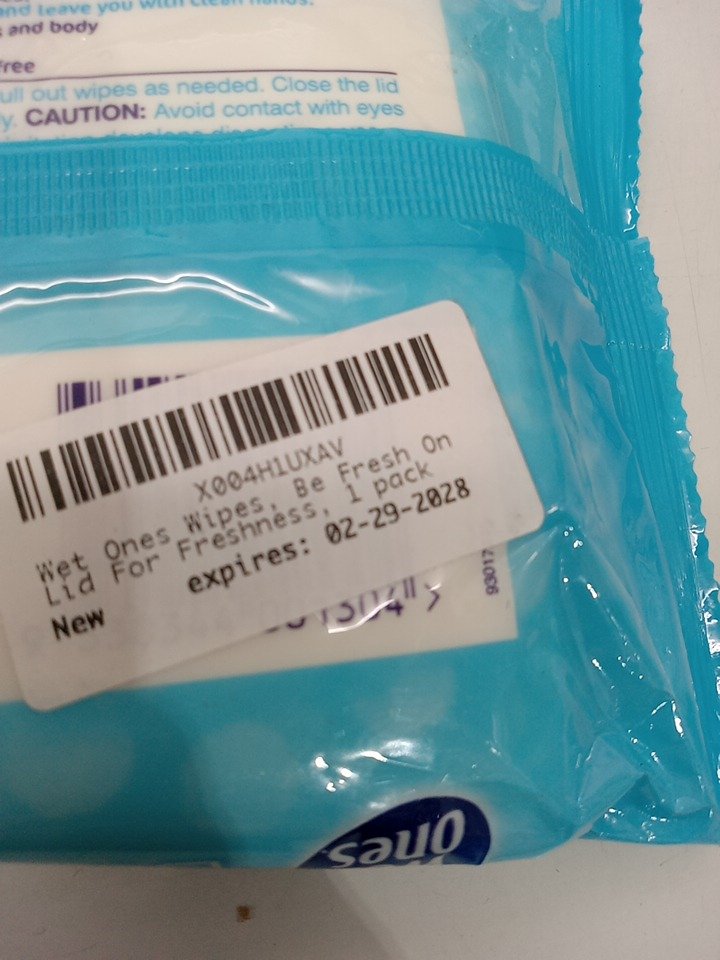 and leave you with clean hands.
and body
free
ull out wipes as needed. Close the lid
y. CAUTION: Avoid contact with eyes
X004H1UXAV
Wet Ones Wipes, Be Fresh On
Lid For Freshness, 1 pack
New expires: 02-29-2028
93017
Ones